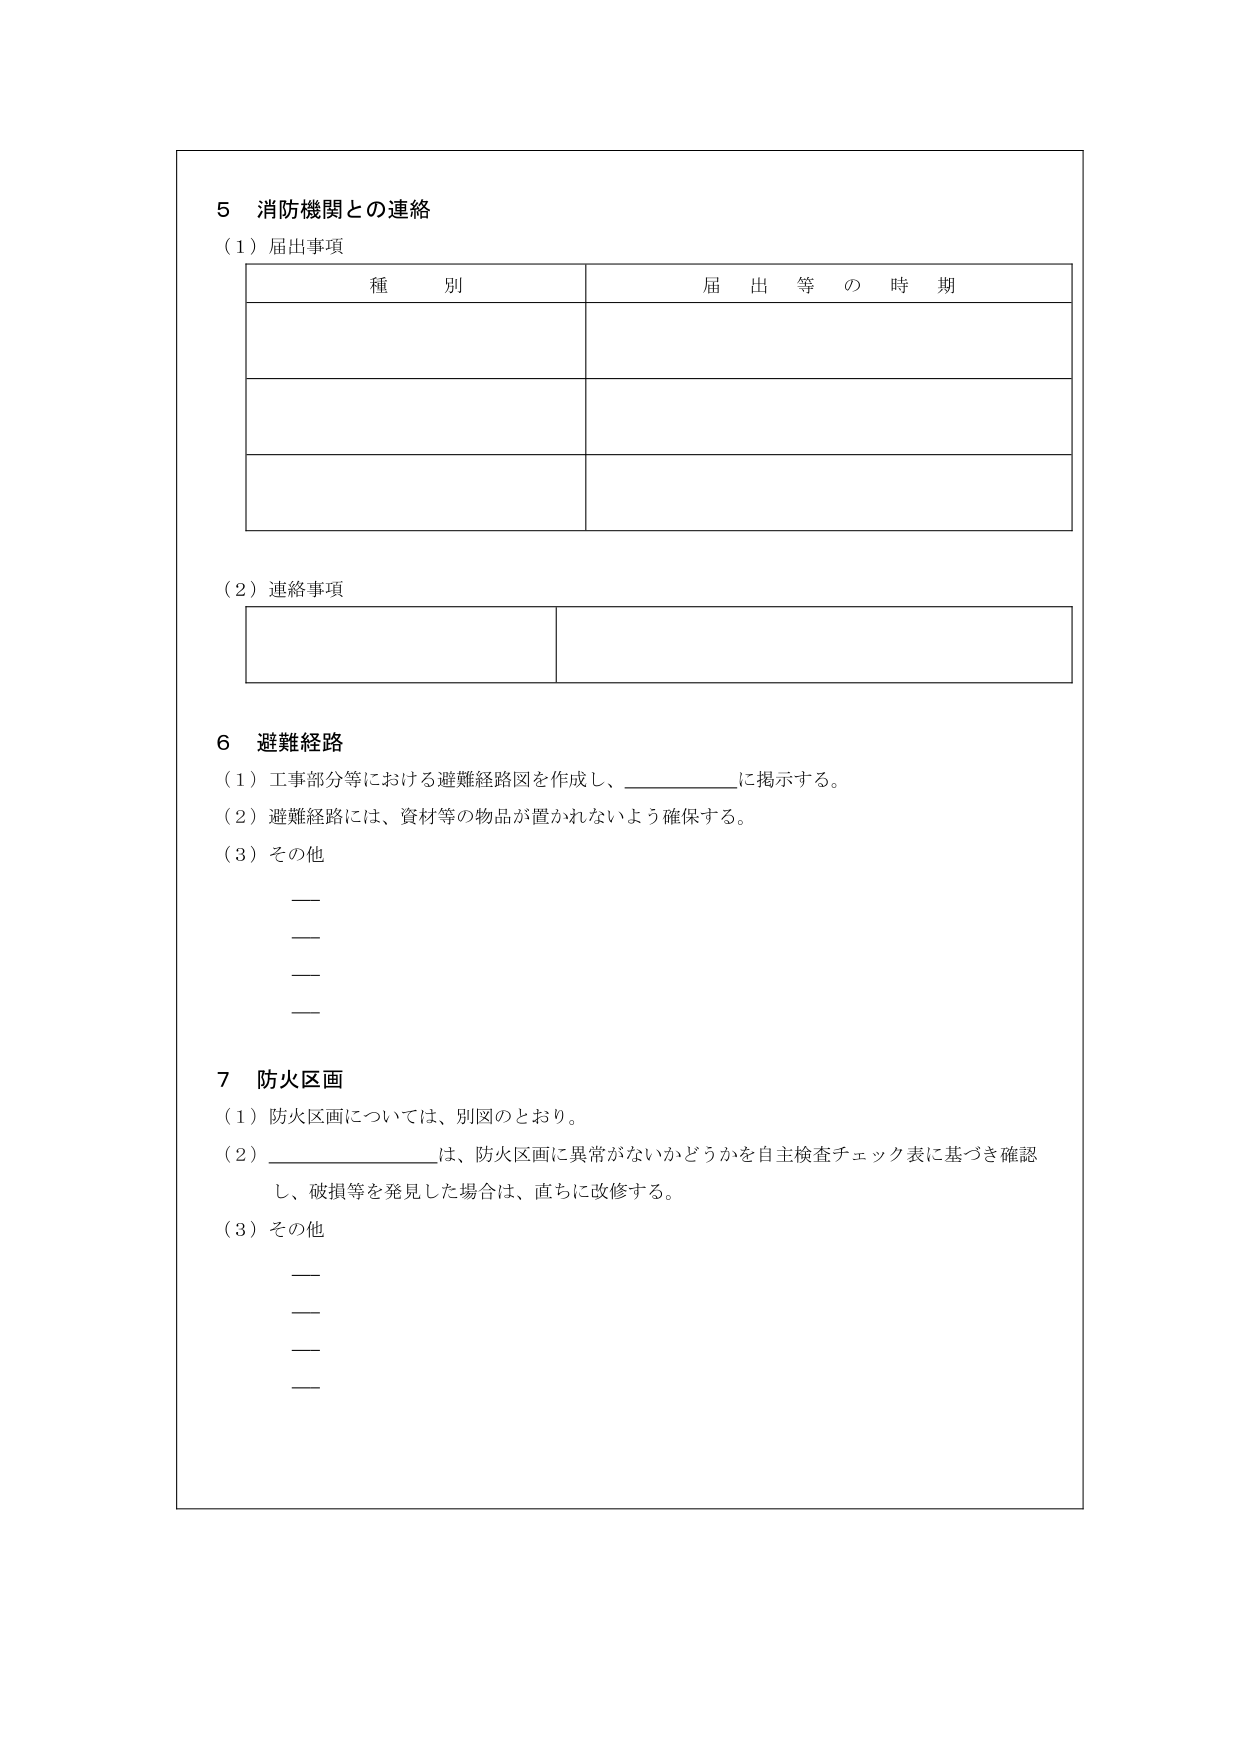 ５　消防機関との連絡
（１）届出事項
種　　　別　　届　出　等　の　時　期
（２）連絡事項
６　避難経路
（１）工事部分等における避難経路図を作成し、＿＿＿＿＿＿に掲示する。
（２）避難経路には、資材等の物品が置かれないよう確保する。
（３）その他
７　防火区画
（１）防火区画については、別図のとおり。
（２）＿＿＿＿＿＿＿＿＿は、防火区画に異常がないかどうかを自主検査チェック表に基づき確認
し、破損等を発見した場合は、直ちに改修する。
（３）その他